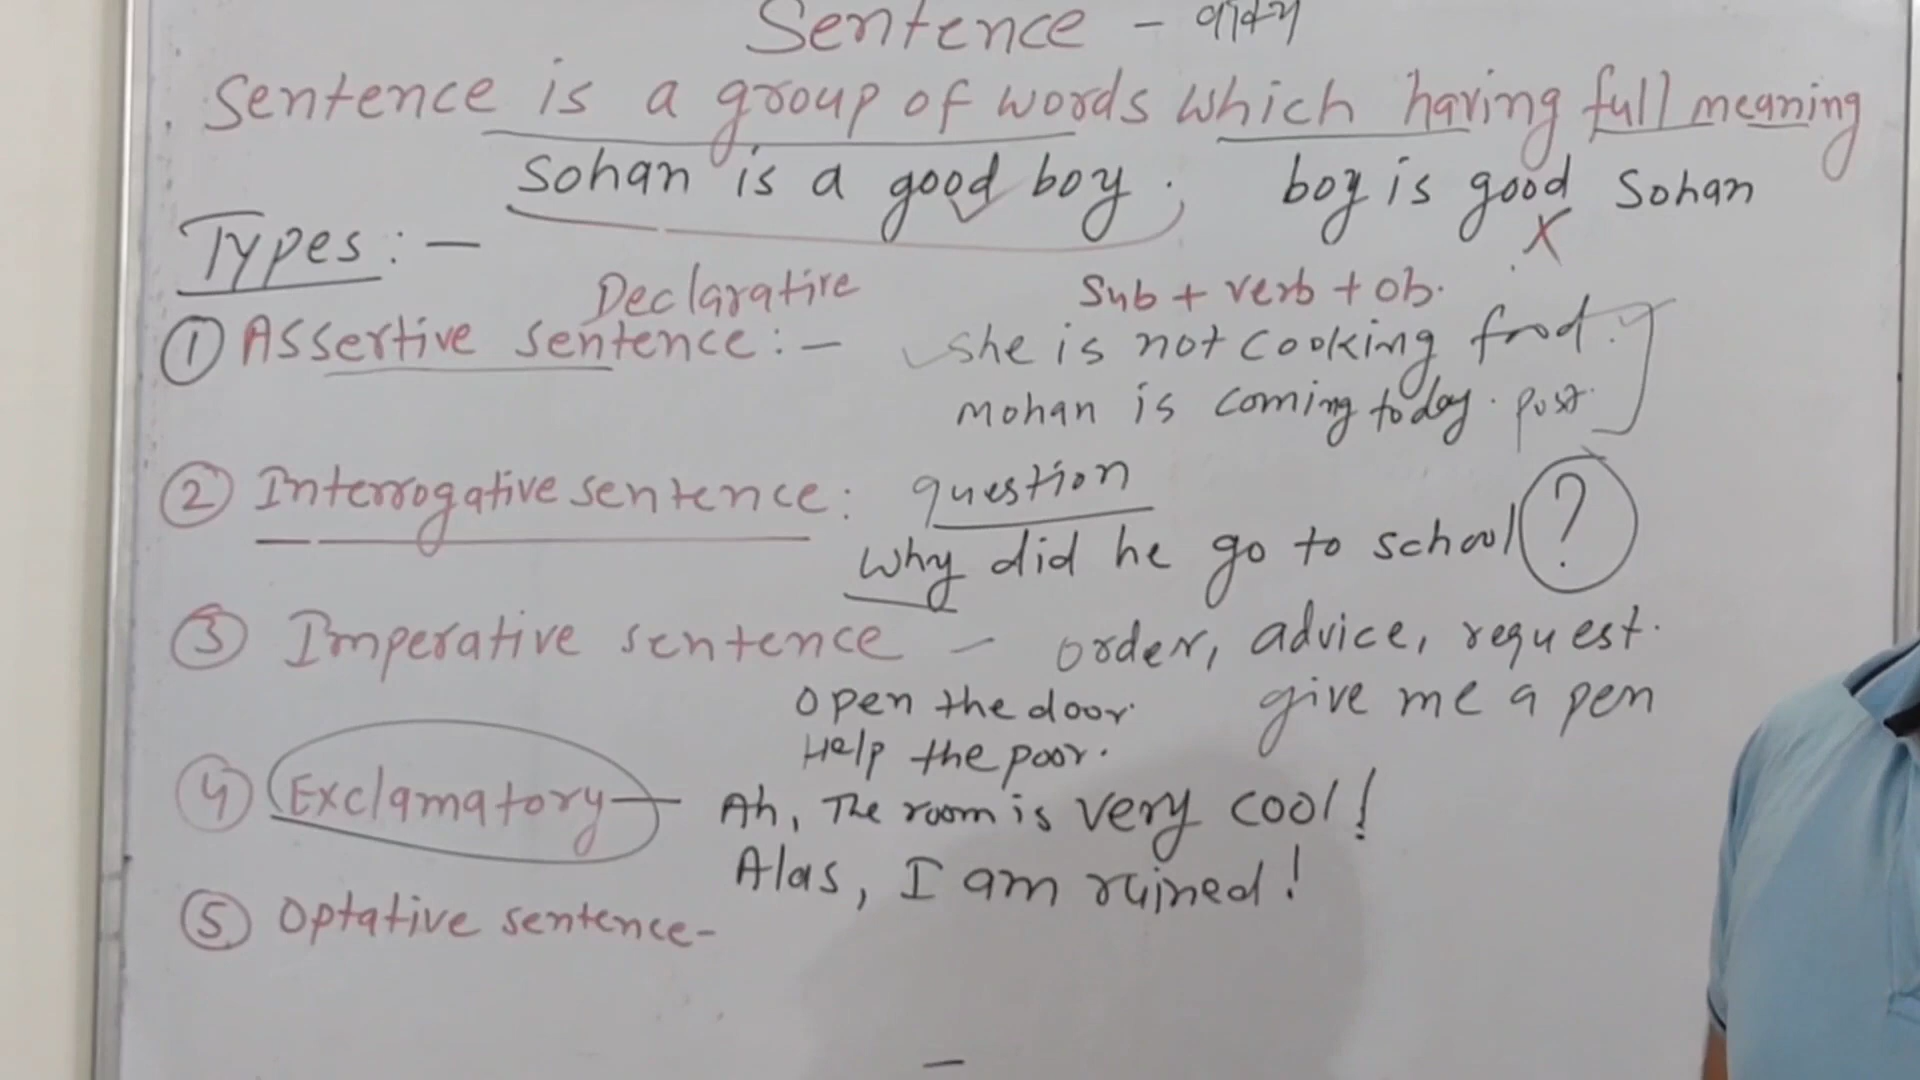 Sentence - वाक्य
Sentence is a group of words which having full meaning
Sohan is a good boy. boy is good Sohan
X
Types :-
Declarative Sub + verb + ob.
① Assertive sentence :- she is not cooking food.
Mohan is coming today.
② Interrogative sentence : question
Why did he go to school ?
③ Imperative sentence - order, advice, request.
Open the door. give me a pen
Help the poor.
④ Exclamatory - Ah, The room is very cool!
Alas, I am ruined!
⑤ Optative sentence-